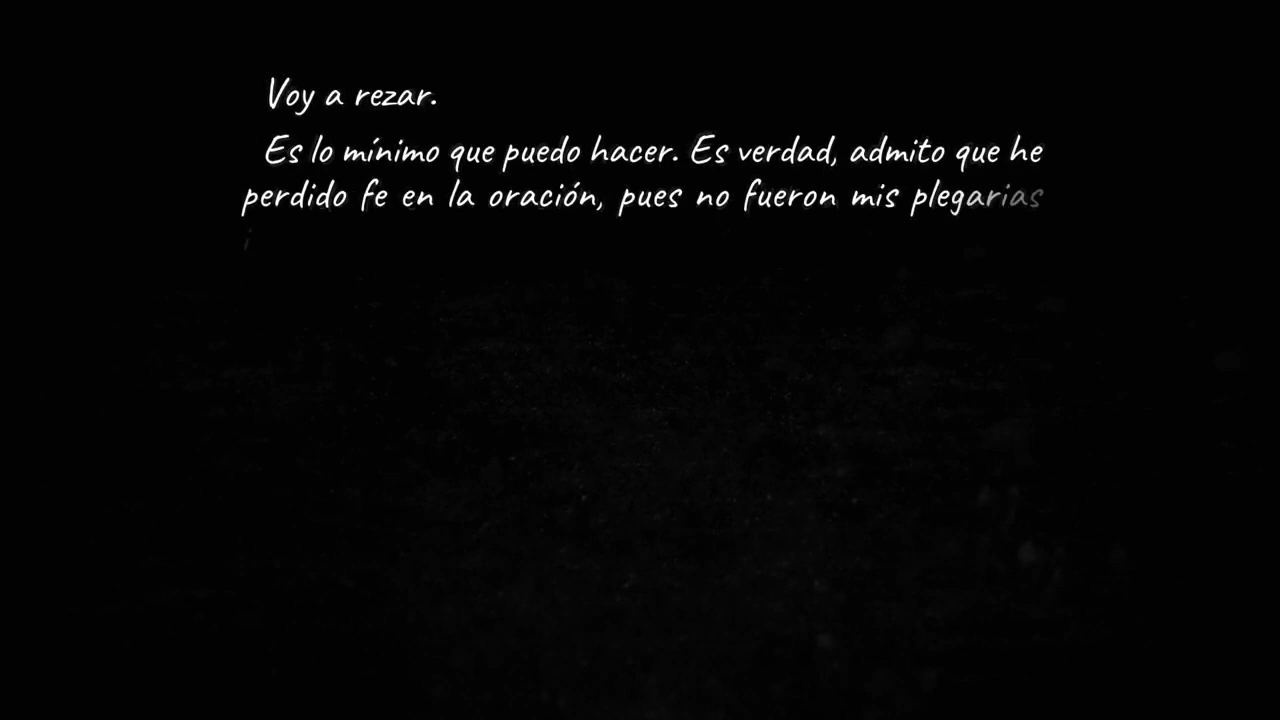 Voy a rezar.
Es lo mínimo que puedo hacer. Es verdad, admito que he
perdido fe en la oración, pues no fueron mis plegarias
i